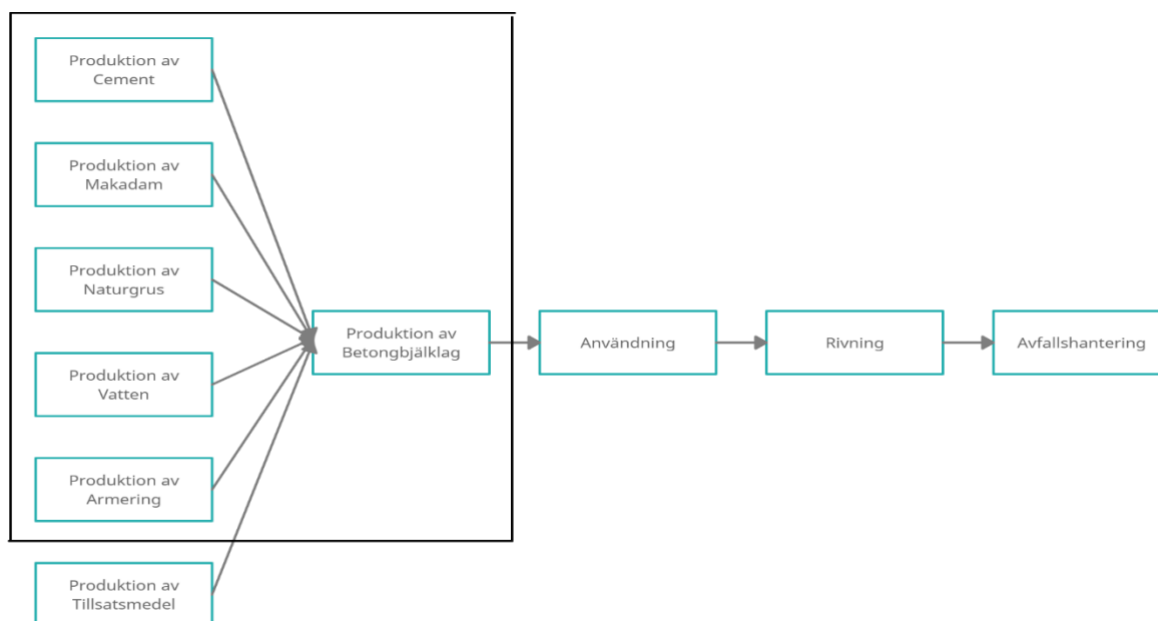 Produktion av
Cement
Produktion av
Makadam
Produktion av
Naturgrus
Produktion av
Vatten
Produktion av
Armering
Produktion av
Tillsatsmedel
Produktion av
Betongbjälklag
Användning
Rivning
Avfallshantering